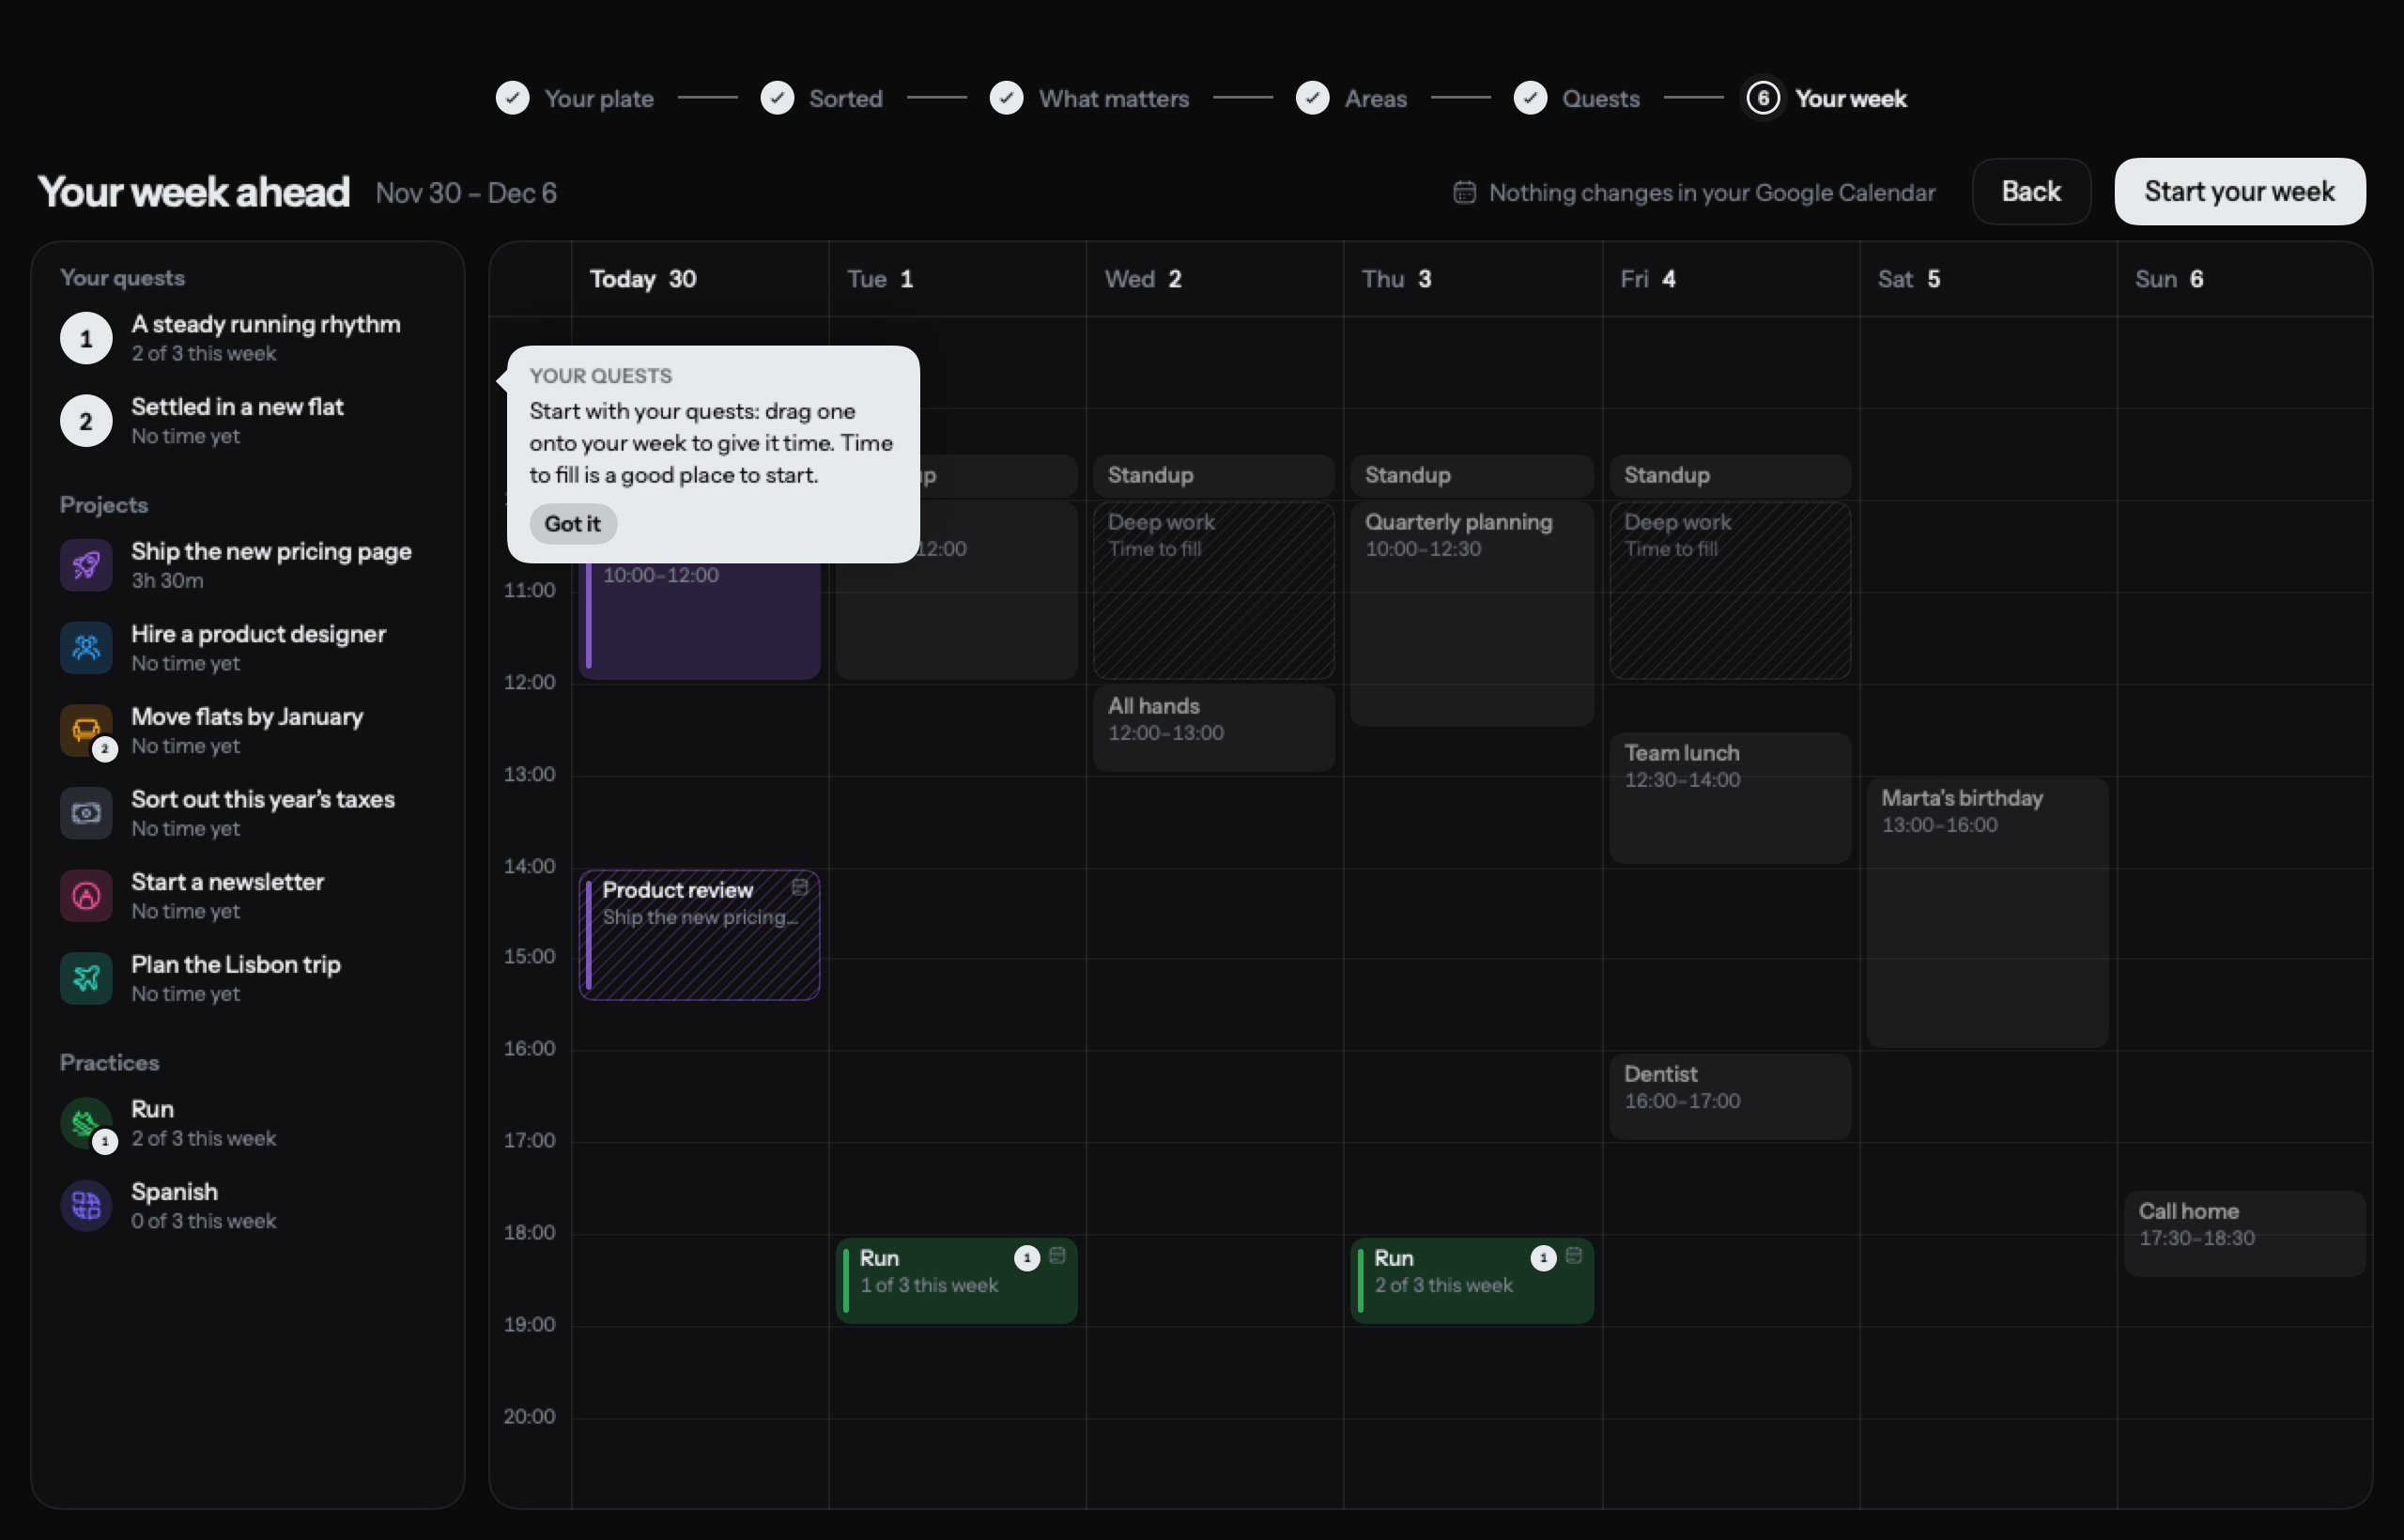 Your plate
Sorted
What matters
Areas
Quests
6 Your week
Your week ahead Nov 30 – Dec 6
Nothing changes in your Google Calendar
Back
Start your week
Your quests
1 A steady running rhythm
2 of 3 this week
2 Settled in a new flat
No time yet
Projects
Ship the new pricing page
3h 30m
Hire a product designer
No time yet
Move flats by January
2
No time yet
Sort out this year's taxes
No time yet
Start a newsletter
No time yet
Plan the Lisbon trip
No time yet
Practices
Run
1
2 of 3 this week
Spanish
0 of 3 this week
Today 30
Tue 1
Wed 2
Thu 3
Fri 4
Sat 5
Sun 6
YOUR QUESTS
Start with your quests: drag one
onto your week to give it time. Time
to fill is a good place to start.
Got it
11:00
12:00
13:00
14:00
15:00
16:00
17:00
18:00
19:00
20:00
10:00–12:00
Product review
Ship the new pricing...
12:00
Run 1
1 of 3 this week
Standup
Deep work
Time to fill
All hands
12:00–13:00
Standup
Quarterly planning
10:00–12:30
Run 1
2 of 3 this week
Standup
Deep work
Time to fill
Team lunch
12:30–14:00
Dentist
16:00–17:00
Marta's birthday
13:00–16:00
Call home
17:30–18:30